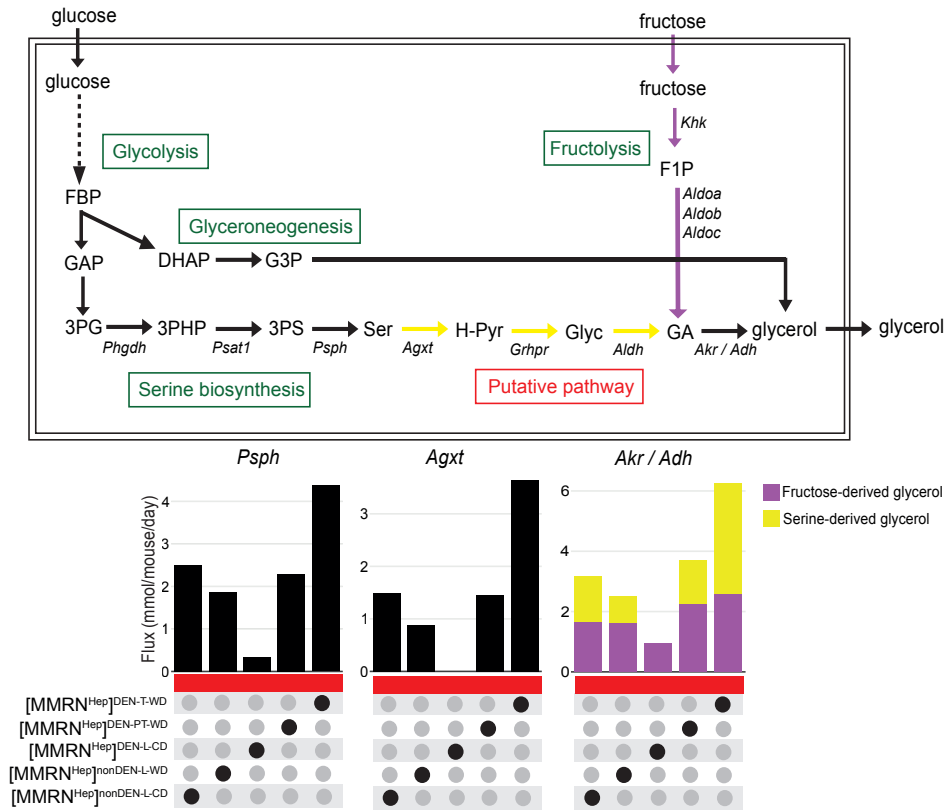 glucose
fructose
glucose
fructose
Khk
Glycolysis
Fructolysis
F1P
FBP
Aldoa
Aldob
Aldoc
Glyceroneogenesis
GAP
DHAP
G3P
3PG
3PHP
3PS
Ser
H-Pyr
Glyc
GA
glycerol
glycerol
Phgdh
Psat1
Psph
Agxt
Grhpr
Aldh
Akr / Adh
Serine biosynthesis
Putative pathway
Psph
Agxt
Akr / Adh
Flux (mmol/mouse/day)
4
3
2
1
0
3
2
1
0
6
4
2
0
Fructose-derived glycerol
Serine-derived glycerol
[MMRN^Hep]^DEN-T-WD
[MMRN^Hep]^DEN-PT-WD
[MMRN^Hep]^DEN-L-CD
[MMRN^Hep]^nonDEN-L-WD
[MMRN^Hep]^nonDEN-L-CD